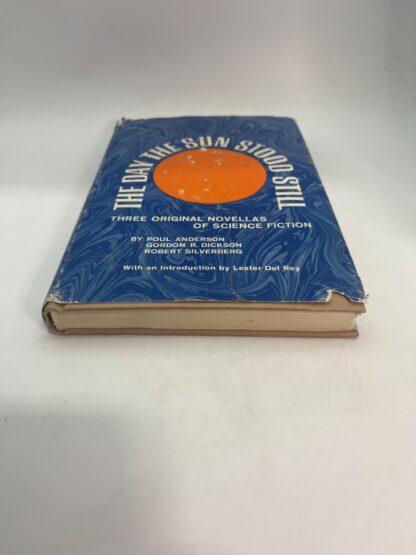 THE DAY THE SUN STOOD STILL
THREE ORIGINAL NOVELLAS
OF SCIENCE FICTION
BY POUL ANDERSON
GORDON R. DICKSON
ROBERT SILVERBERG
With an Introduction by Lester Del Rey